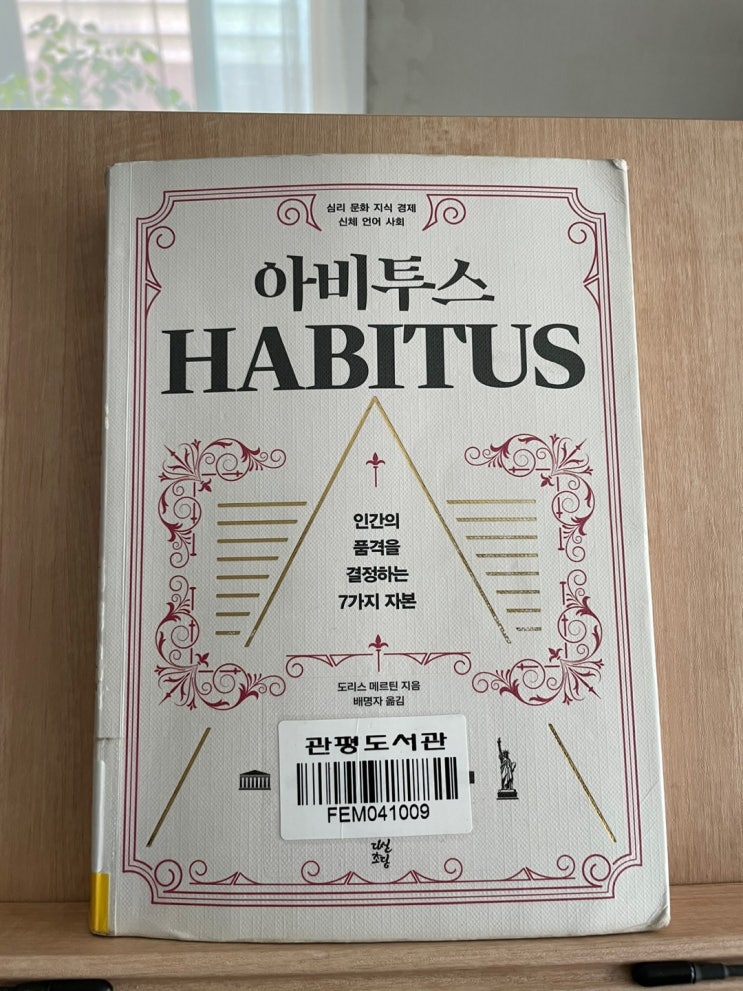 심리 문화 지식 경제
신체 언어 사회
아비투스
HABITUS
인간의
품격을
결정하는
7가지 자본
도리스 메르틴 지음
배명자 옮김
관평도서관
FEM041009
다산
초당